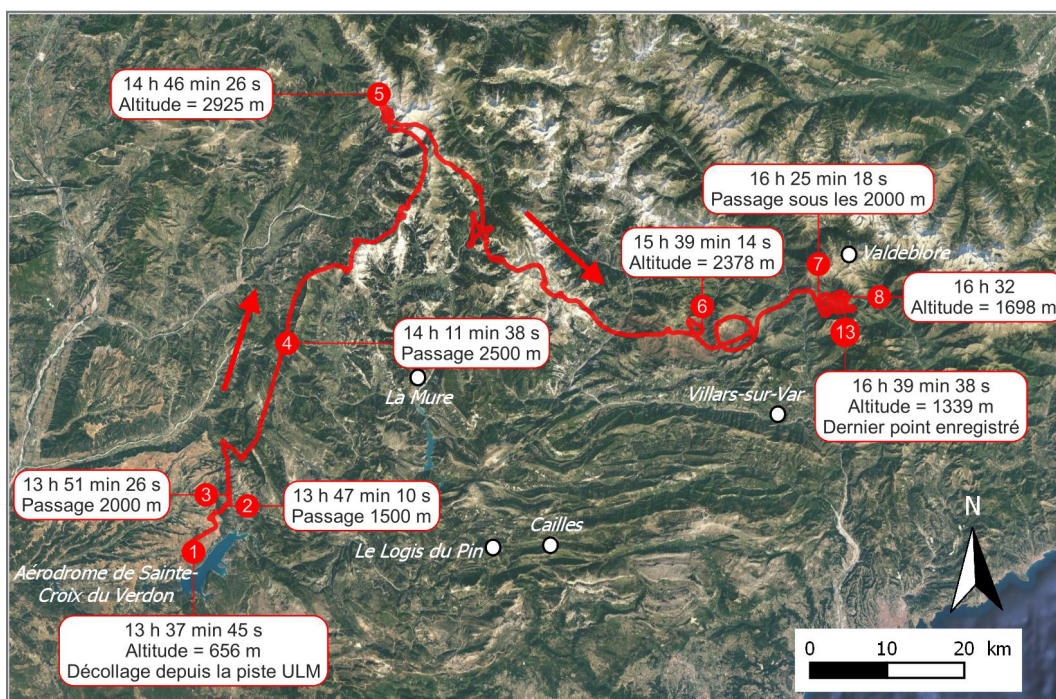 14 h 46 min 26 s
Altitude = 2925 m
5
16 h 25 min 18 s
Passage sous les 2000 m
15 h 39 min 14 s
Altitude = 2378 m
7
Valdeblore
6
8
16 h 32
Altitude = 1698 m
13
4
14 h 11 min 38 s
Passage 2500 m
La Mure
Villars-sur-Var
16 h 39 min 38 s
Altitude = 1339 m
Dernier point enregistré
13 h 51 min 26 s
Passage 2000 m
3
2
13 h 47 min 10 s
Passage 1500 m
N
Cailles
Le Logis du Pin
1
Aérodrome de Sainte-
Croix du Verdon
13 h 37 min 45 s
Altitude = 656 m
Décollage depuis la piste ULM
0 10 20 km